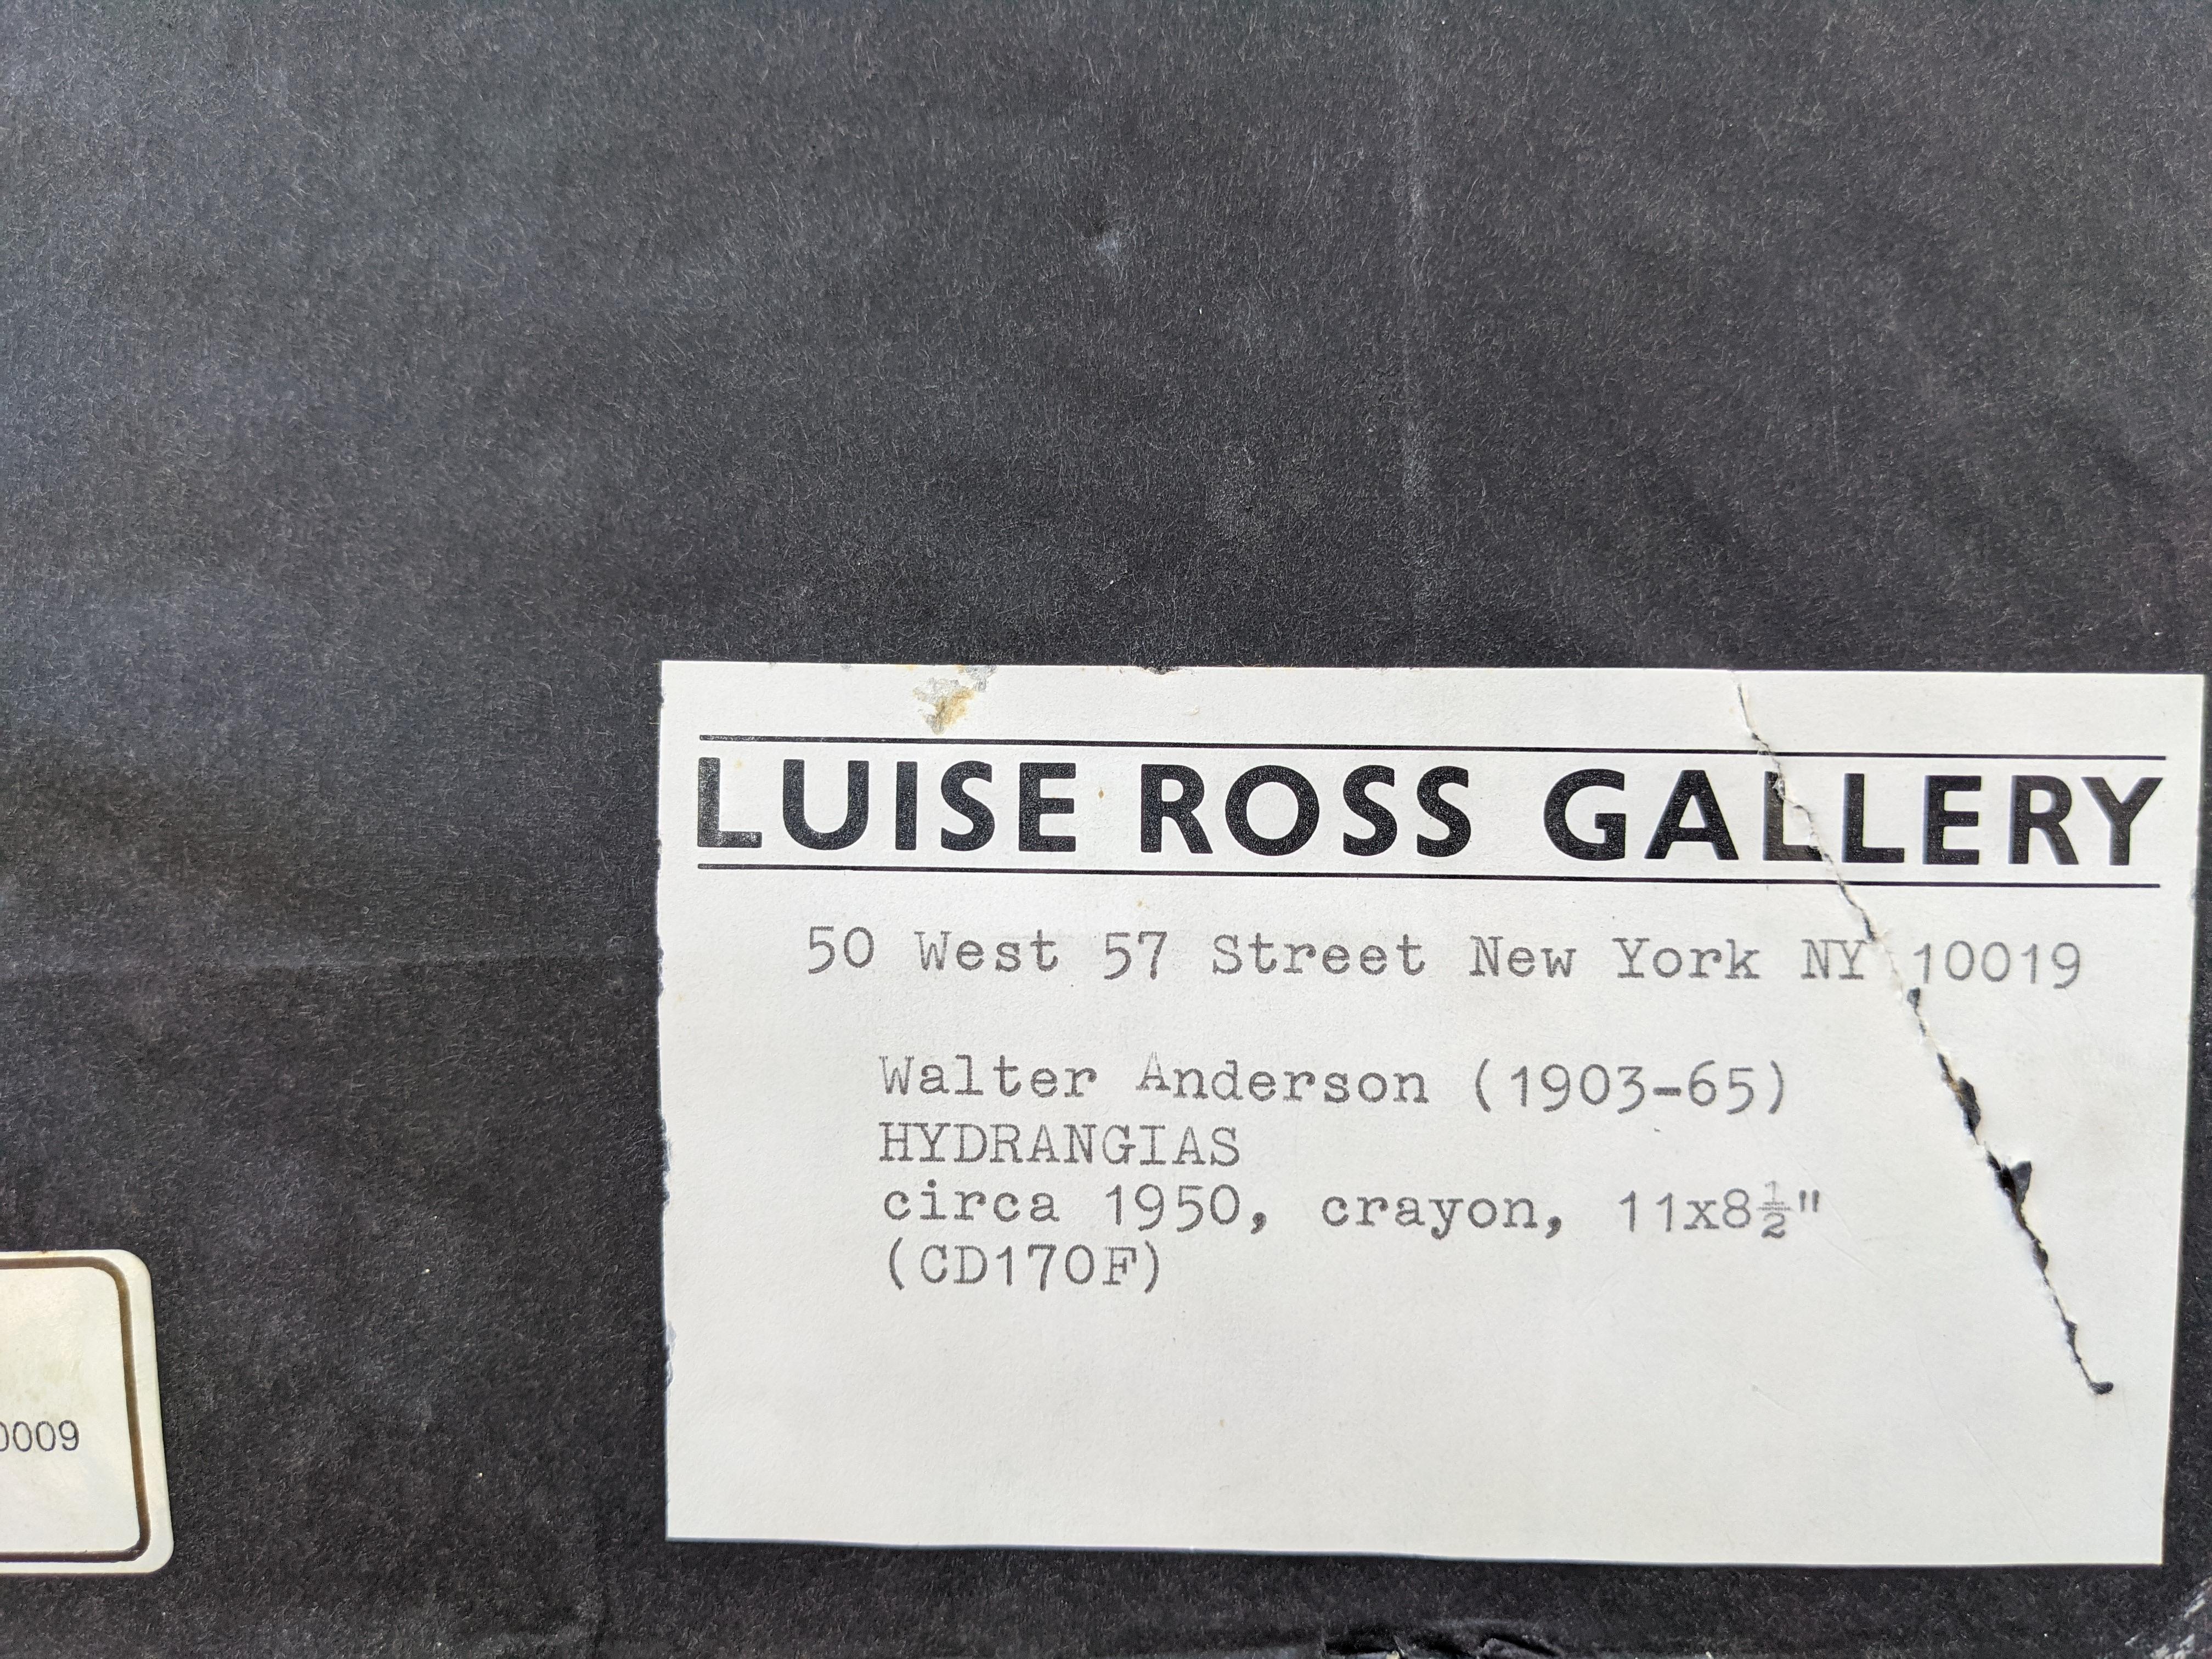 LUISE ROSS GALLERY
50 West 57 Street New York NY 10019
Walter Anderson (1903-65)
HYDRANGIAS
circa 1950, crayon, 11x8½"
(CD170F)
0009